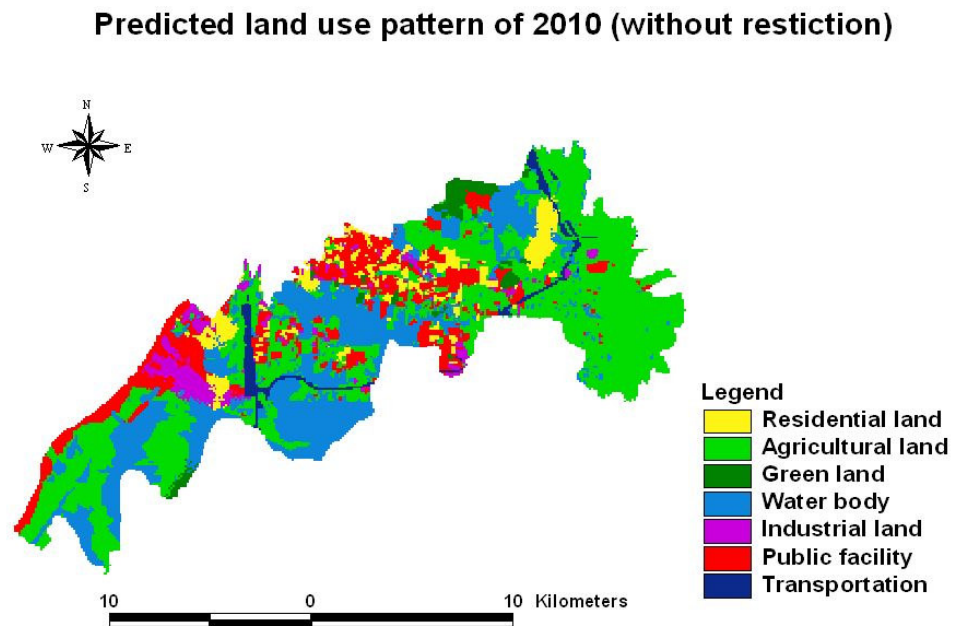 Predicted land use pattern of 2010 (without restiction)
N
W E
S
Legend
Residential land
Agricultural land
Green land
Water body
Industrial land
Public facility
Transportation
10 0 10 Kilometers